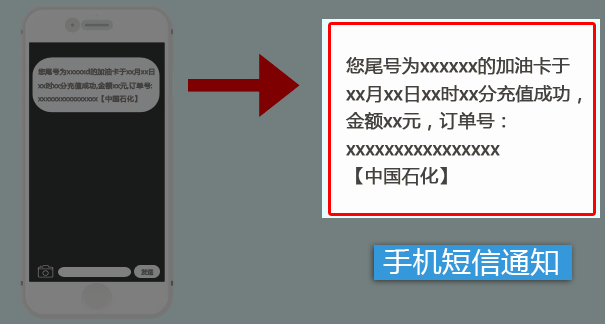 您尾号为xxxxxd的加油卡于xx月xx日
xx时xx分充值成功,金额xx元,订单号:
xxxxxxxxxxxxxxxx【中国石化】
发送
您尾号为xxxxxx的加油卡于
xx月xx日xx时xx分充值成功，
金额xx元，订单号：
xxxxxxxxxxxxxxxx
【中国石化】
手机短信通知